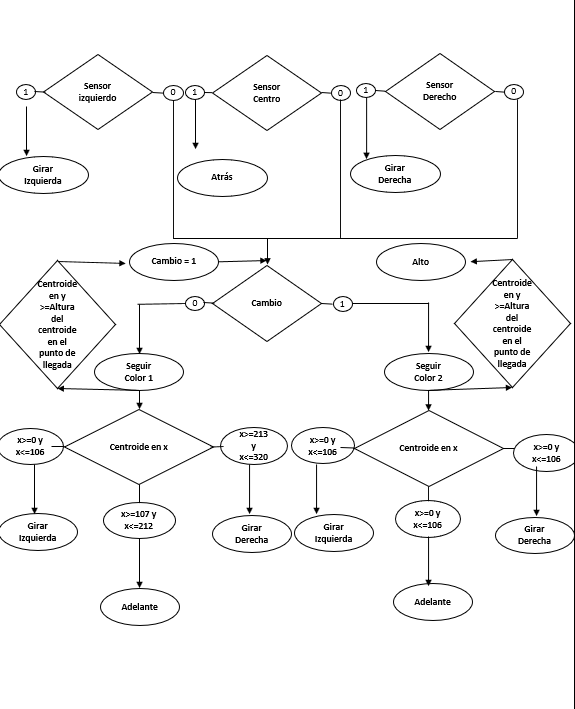 Sensor
izquierdo
1
0
Girar
Izquierda
Sensor
Centro
1
0
Atrás
Sensor
Derecho
1
0
Girar
Derecha
Cambio = 1
Alto
Centroide
en y
>=Altura
del
centroide
en el
punto de
llegada
Cambio
0
1
Centroide
en y
>=Altura
del
centroide
en el
punto de
llegada
Seguir
Color 1
Seguir
Color 2
x>=0 y
x<=106
Centroide en x
x>=213
y
x<=320
x>=0 y
x<=106
Centroide en x
x>=0 y
x<=106
Girar
Izquierda
x>=107 y
x<=212
Girar
Derecha
Girar
Izquierda
x>=0 y
x<=106
Girar
Derecha
Adelante
Adelante